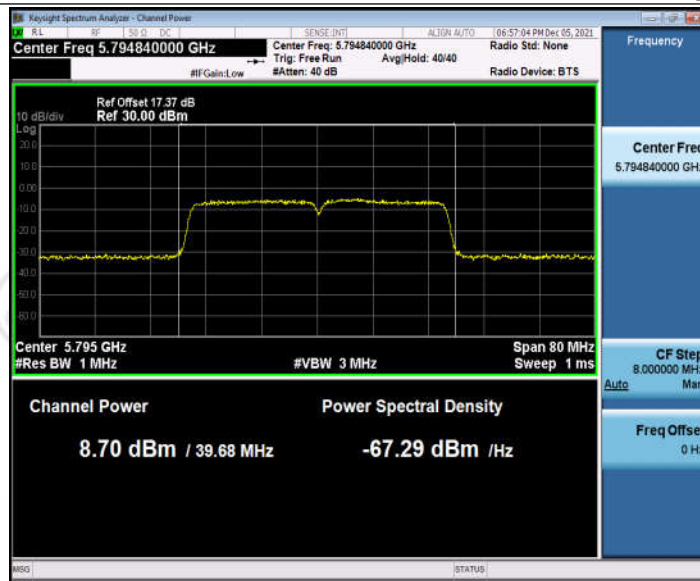 Keysight Spectrum Analyzer - Channel Power
RL RF 50 Ω DC SENSE:INT ALIGN AUTO 06:57:04 PM Dec 05, 2021
Center Freq 5.794840000 GHz
Center Freq: 5.794840000 GHz Radio Std: None
Trig: Free Run Avg|Hold: 40/40
#IFGain:Low #Atten: 40 dB Radio Device: BTS
Ref Offset 17.37 dB
10 dB/div Ref 30.00 dBm
Log
20.0
10.0
0.00
-10.0
-20.0
-30.0
-40.0
-50.0
-60.0
Center 5.795 GHz Span 80 MHz
#Res BW 1 MHz #VBW 3 MHz Sweep 1 ms
Channel Power Power Spectral Density
8.70 dBm / 39.68 MHz -67.29 dBm /Hz
MSG STATUS
Frequency
Center Freq
5.794840000 GHz
CF Step
8.000000 MHz
Auto Man
Freq Offset
0 Hz